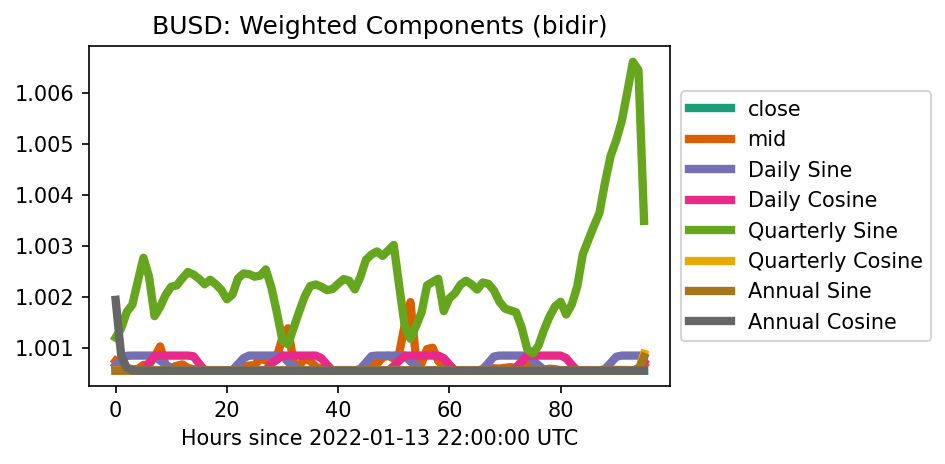 BUSD: Weighted Components (bidir)
1.006
1.005
1.004
1.003
1.002
1.001
0 20 40 60 80
Hours since 2022-01-13 22:00:00 UTC
close
mid
Daily Sine
Daily Cosine
Quarterly Sine
Quarterly Cosine
Annual Sine
Annual Cosine